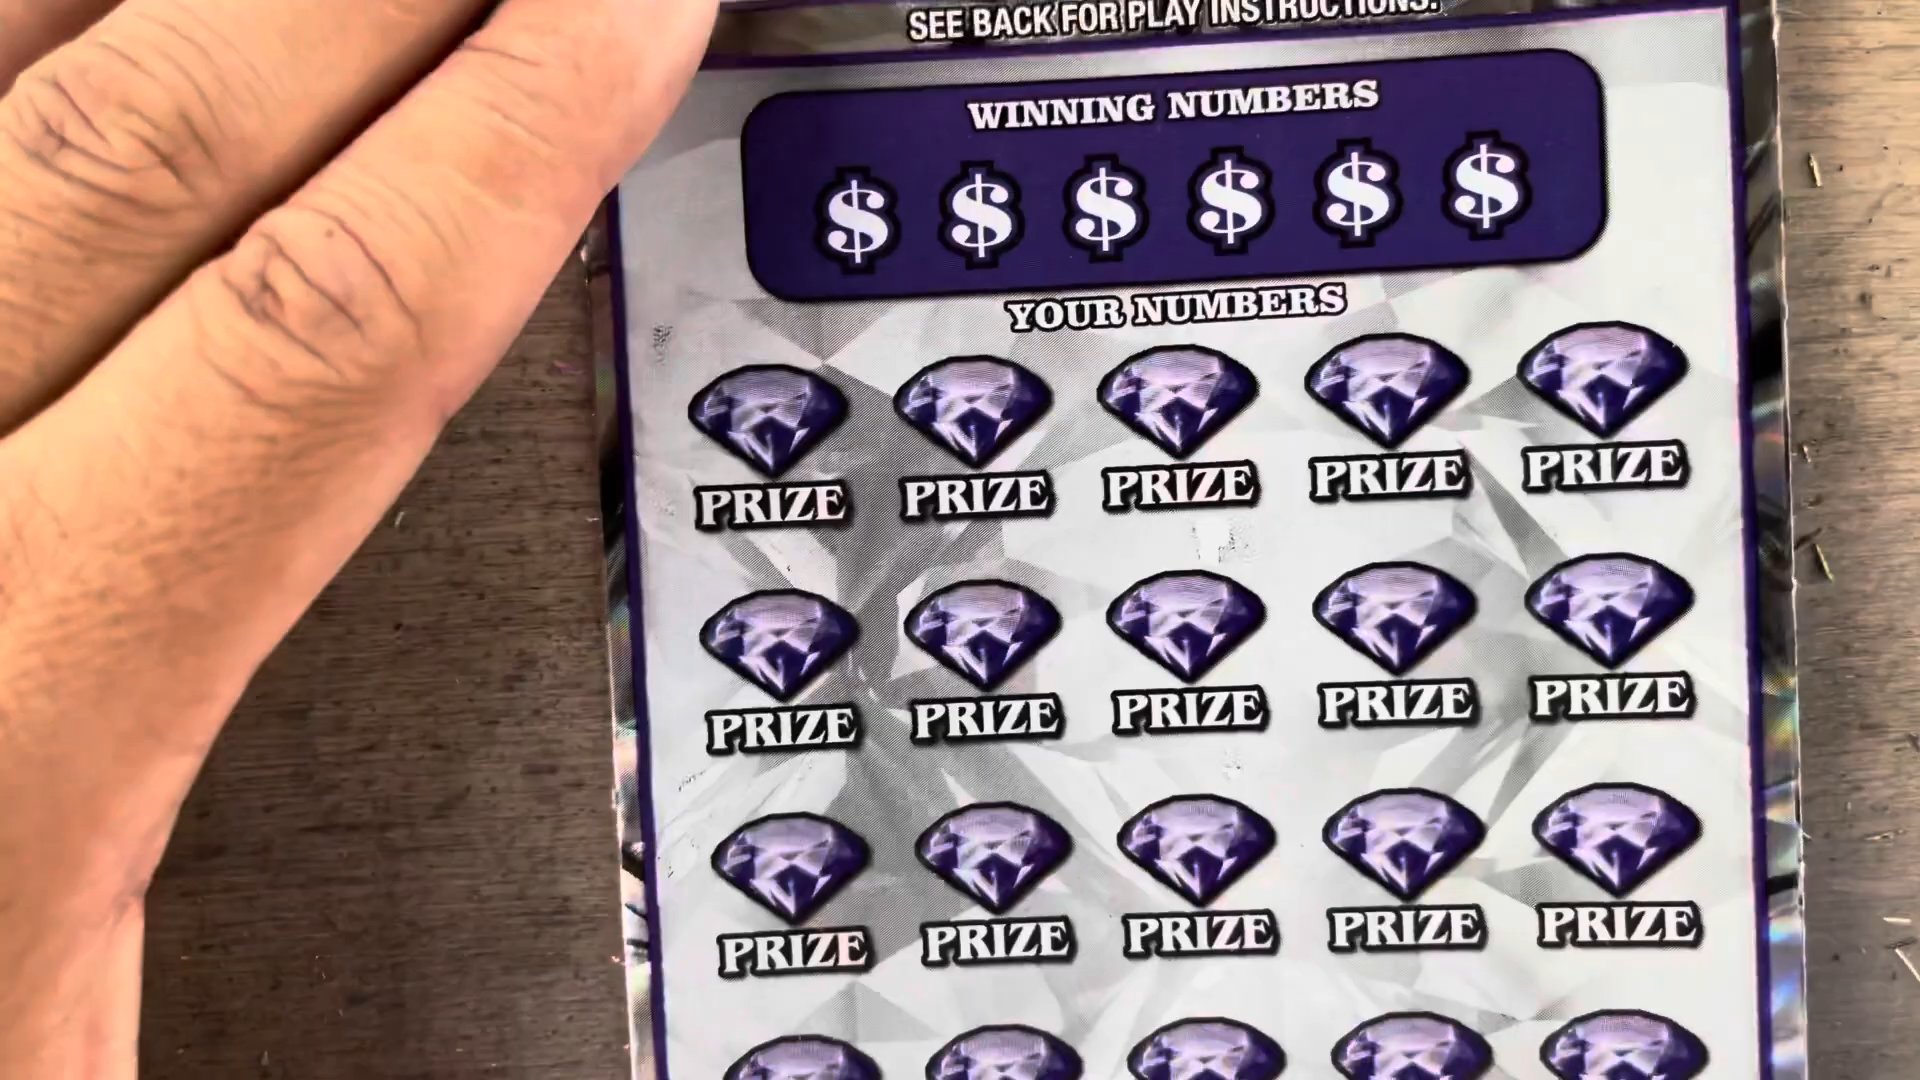 SEE BACK FOR PLAY INSTRUCTIONS.
WINNING NUMBERS
$ $ $ $ $ $
YOUR NUMBERS
PRIZE PRIZE PRIZE PRIZE PRIZE
PRIZE PRIZE PRIZE PRIZE PRIZE
PRIZE PRIZE PRIZE PRIZE PRIZE